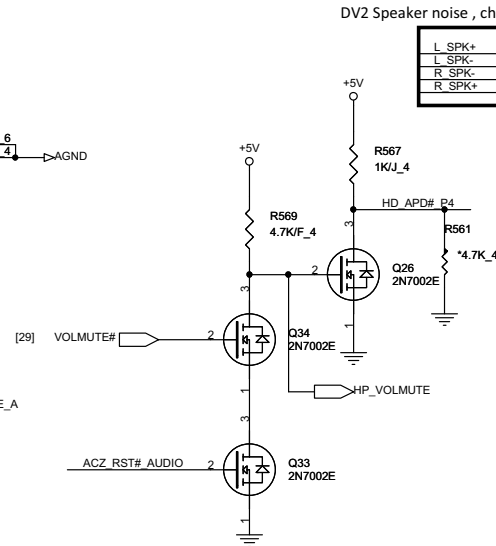 DV2 Speaker noise , ch
L_SPK+
L_SPK-
R_SPK-
R_SPK+
+5V
6
4
AGND
R567
1K/J_4
+5V
HD_APD#_P4
3
R569
4.7K/F_4
R561
*4.7K_4
2
Q26
2N7002E
3
1
[29]
VOLMUTE#
2
Q34
2N7002E
1
HP_VOLMUTE
E_A
3
ACZ_RST#_AUDIO
2
Q33
2N7002E
1